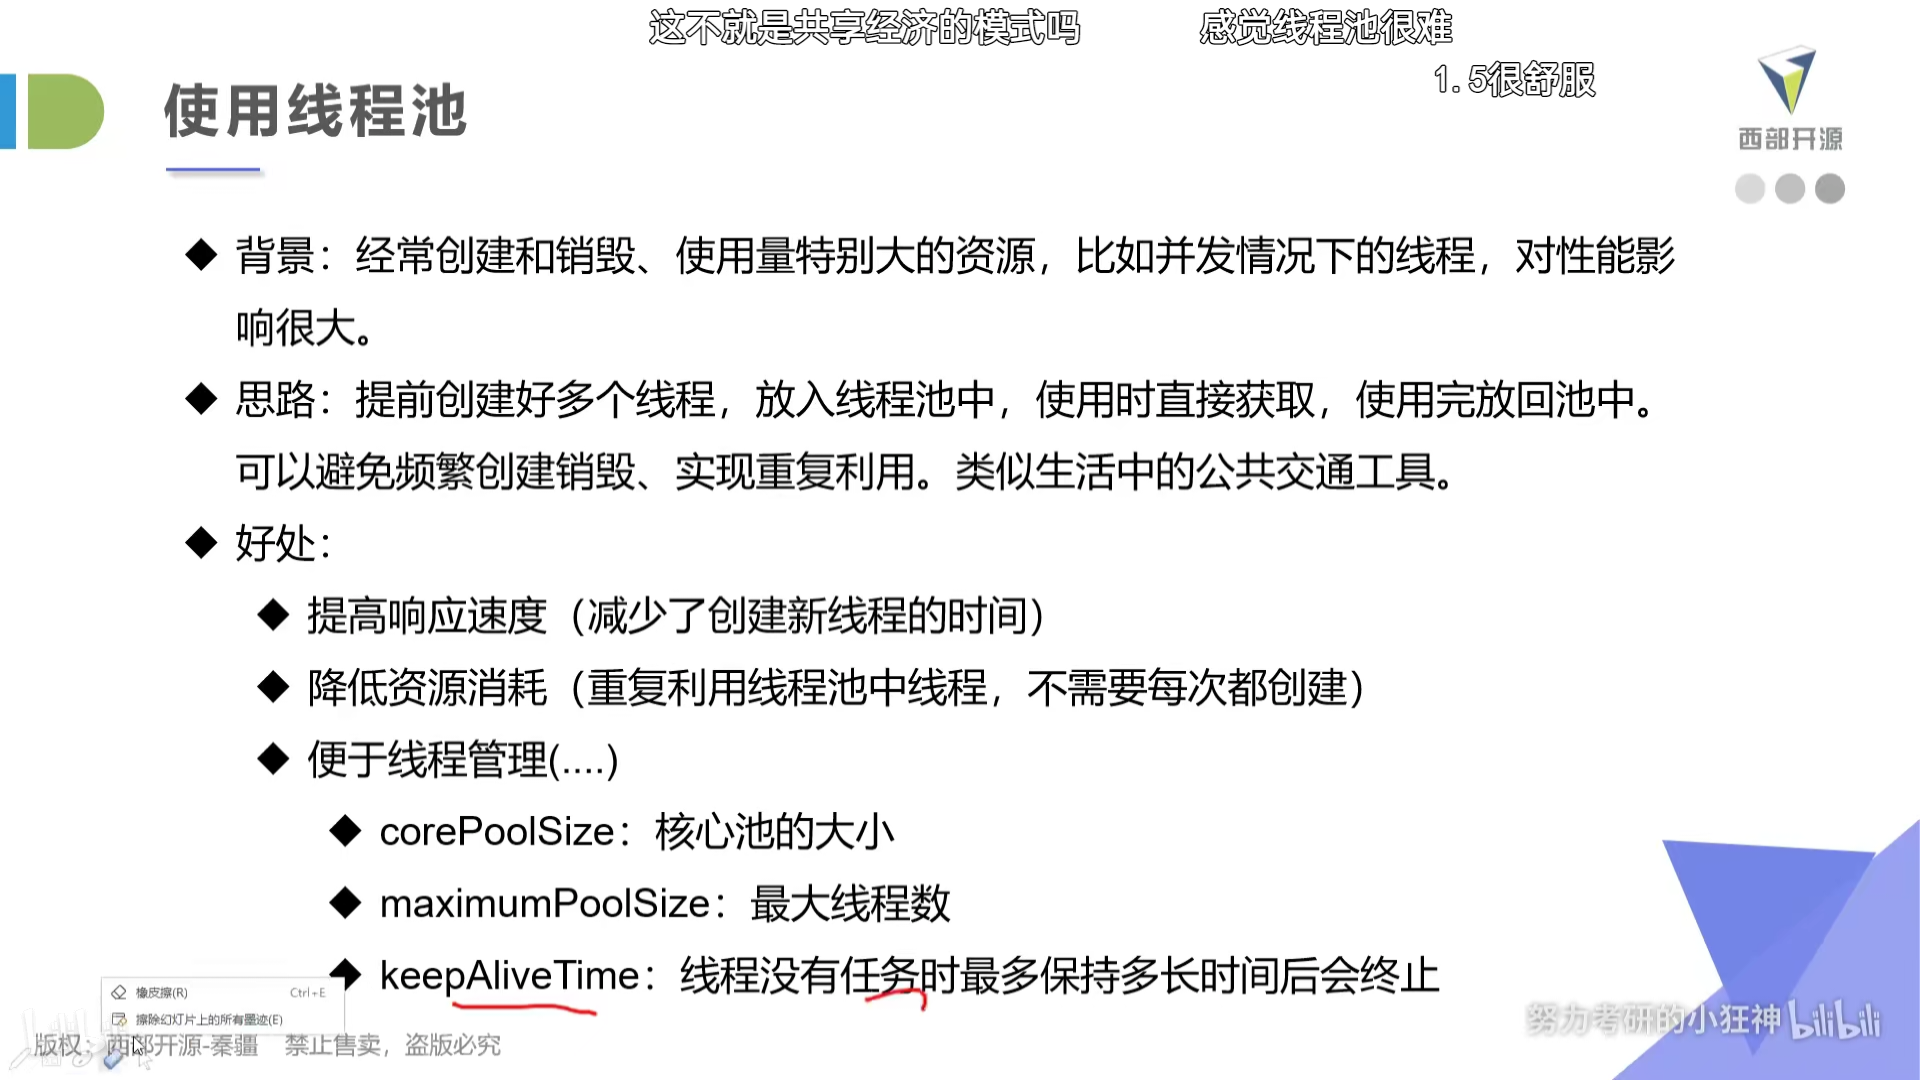 这不就是共享经济的模式吗 感觉线程池很难
1.5很舒服
使用线程池
西部开源
◆ 背景：经常创建和销毁、使用量特别大的资源，比如并发情况下的线程，对性能影
响很大。
◆ 思路：提前创建好多个线程，放入线程池中，使用时直接获取，使用完放回池中。
可以避免频繁创建销毁、实现重复利用。类似生活中的公共交通工具。
◆ 好处：
◆ 提高响应速度（减少了创建新线程的时间）
◆ 降低资源消耗（重复利用线程池中线程，不需要每次都创建）
◆ 便于线程管理(....)
◆ corePoolSize：核心池的大小
◆ maximumPoolSize：最大线程数
◆ keepAliveTime：线程没有任务时最多保持多长时间后会终止
橡皮擦(R) Ctrl+E
擦除幻灯片上的所有墨迹(E)
努力考研的小狂神 bilibili
版权：西部开源-秦疆 禁止售卖，盗版必究